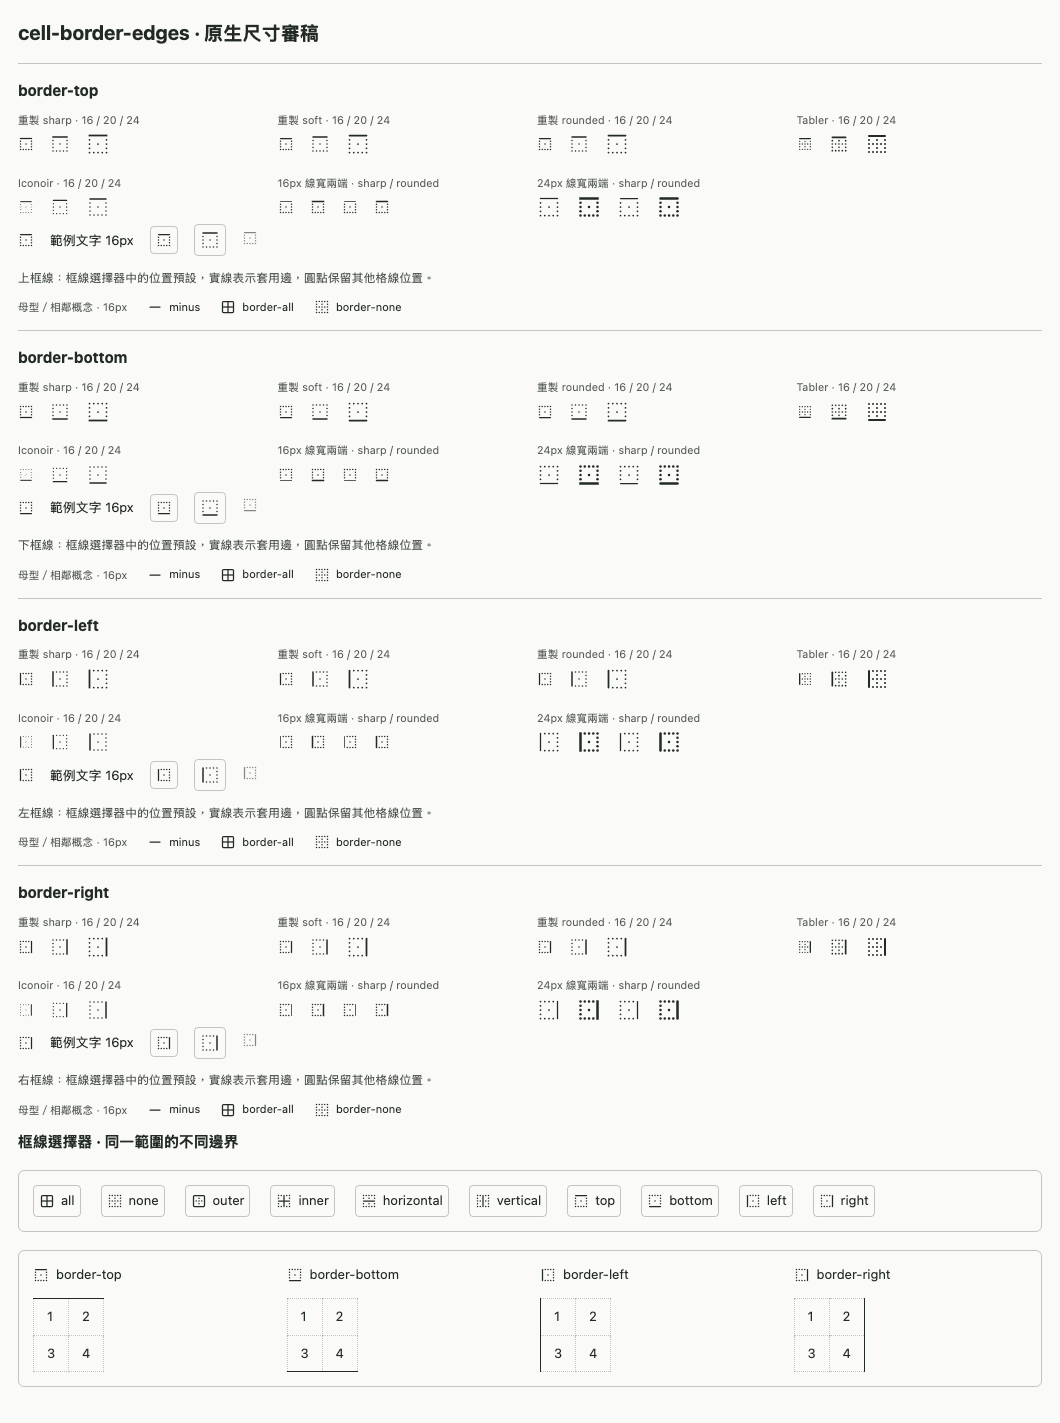 cell-border-edges · 原生尺寸審稿
border-top
重製 sharp · 16 / 20 / 24
重製 soft · 16 / 20 / 24
重製 rounded · 16 / 20 / 24
Tabler · 16 / 20 / 24
Iconoir · 16 / 20 / 24
16px 線寬兩端 · sharp / rounded
24px 線寬兩端 · sharp / rounded
範例文字 16px
上框線：框線選擇器中的位置預設，實線表示套用邊，圓點保留其他格線位置。
母型 / 相鄰概念 · 16px minus border-all border-none
border-bottom
重製 sharp · 16 / 20 / 24
重製 soft · 16 / 20 / 24
重製 rounded · 16 / 20 / 24
Tabler · 16 / 20 / 24
Iconoir · 16 / 20 / 24
16px 線寬兩端 · sharp / rounded
24px 線寬兩端 · sharp / rounded
範例文字 16px
下框線：框線選擇器中的位置預設，實線表示套用邊，圓點保留其他格線位置。
母型 / 相鄰概念 · 16px minus border-all border-none
border-left
重製 sharp · 16 / 20 / 24
重製 soft · 16 / 20 / 24
重製 rounded · 16 / 20 / 24
Tabler · 16 / 20 / 24
Iconoir · 16 / 20 / 24
16px 線寬兩端 · sharp / rounded
24px 線寬兩端 · sharp / rounded
範例文字 16px
左框線：框線選擇器中的位置預設，實線表示套用邊，圓點保留其他格線位置。
母型 / 相鄰概念 · 16px minus border-all border-none
border-right
重製 sharp · 16 / 20 / 24
重製 soft · 16 / 20 / 24
重製 rounded · 16 / 20 / 24
Tabler · 16 / 20 / 24
Iconoir · 16 / 20 / 24
16px 線寬兩端 · sharp / rounded
24px 線寬兩端 · sharp / rounded
範例文字 16px
右框線：框線選擇器中的位置預設，實線表示套用邊，圓點保留其他格線位置。
母型 / 相鄰概念 · 16px minus border-all border-none
框線選擇器 · 同一範圍的不同邊界
all none outer inner horizontal vertical top bottom left right
border-top border-bottom border-left border-right
1 2 1 2 1 2 1 2
3 4 3 4 3 4 3 4